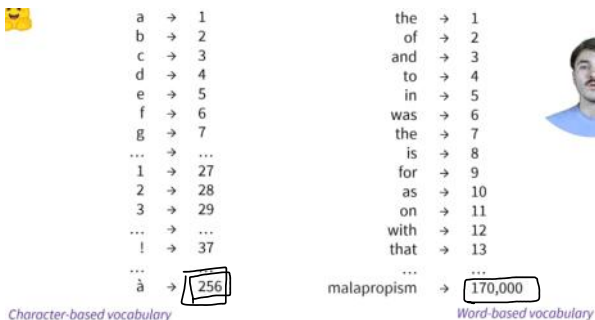 a → 1
b → 2
c → 3
d → 4
e → 5
f → 6
g → 7
... → ...
1 → 27
2 → 28
3 → 29
... → ...
! → 37
... ...
à → 256
Character-based vocabulary
the → 1
of → 2
and → 3
to → 4
in → 5
was → 6
the → 7
is → 8
for → 9
as → 10
on → 11
with → 12
that → 13
... ...
malapropism → 170,000
Word-based vocabulary